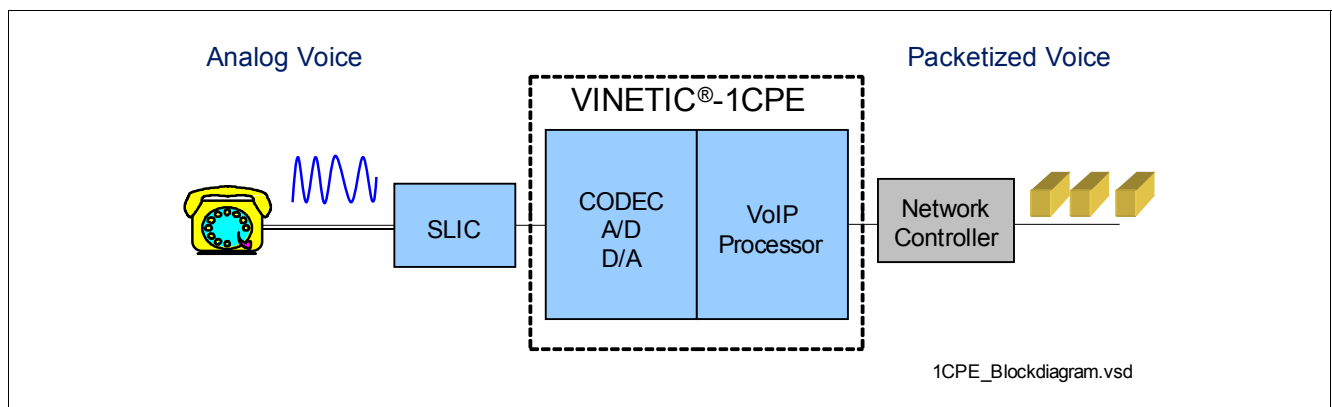 Analog Voice
Packetized Voice
VINETIC®-1CPE
SLIC
CODEC
A/D
D/A
VoIP
Processor
Network
Controller
1CPE_Blockdiagram.vsd